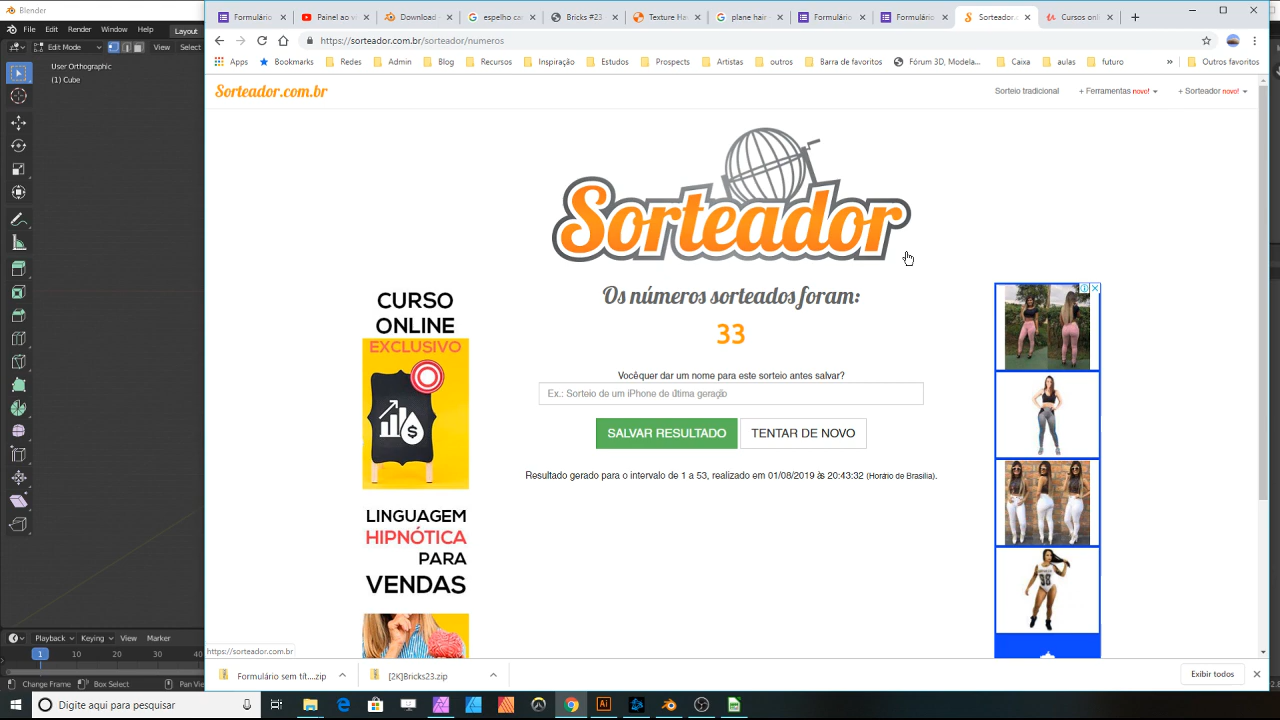 Blender
File Edit Render Window Help Layout
Edit Mode View Select
User Orthographic
(1) Cube
Formulário
Painel ao v
Download
espelho car
Bricks #23
Texture Hai
plane hair
Formulário
Formulário
Sorteador
Cursos onl
https://sorteador.com.br/sorteador/numeros
Apps Bookmarks Redes Admin Blog Recursos Inspiração Estudos Prospects Artistas outros Barra de favoritos Fórum 3D, Modela... Caixa aulas futuro » Outros favoritos
Sorteador.com.br
Sorteio tradicional + Ferramentas novo! + Sorteador novo!
Sorteador
Os números sorteados foram:
33
Vocêquer dar um nome para este sorteio antes salvar?
Ex.: Sorteio de um iPhone de última geração
SALVAR RESULTADO TENTAR DE NOVO
Resultado gerado para o intervalo de 1 a 53, realizado em 01/08/2019 às 20:43:32 (Horário de Brasília).
CURSO
ONLINE
EXCLUSIVO
LINGUAGEM
HIPNÓTICA
PARA
VENDAS
https://sorteador.com.br
Playback Keying View Marker
1 10 20 30 40
Change Frame Box Select Pan Vie
Formulário sem tít....zip
[2K]Bricks23.zip
Exibir todos
Digite aqui para pesquisar